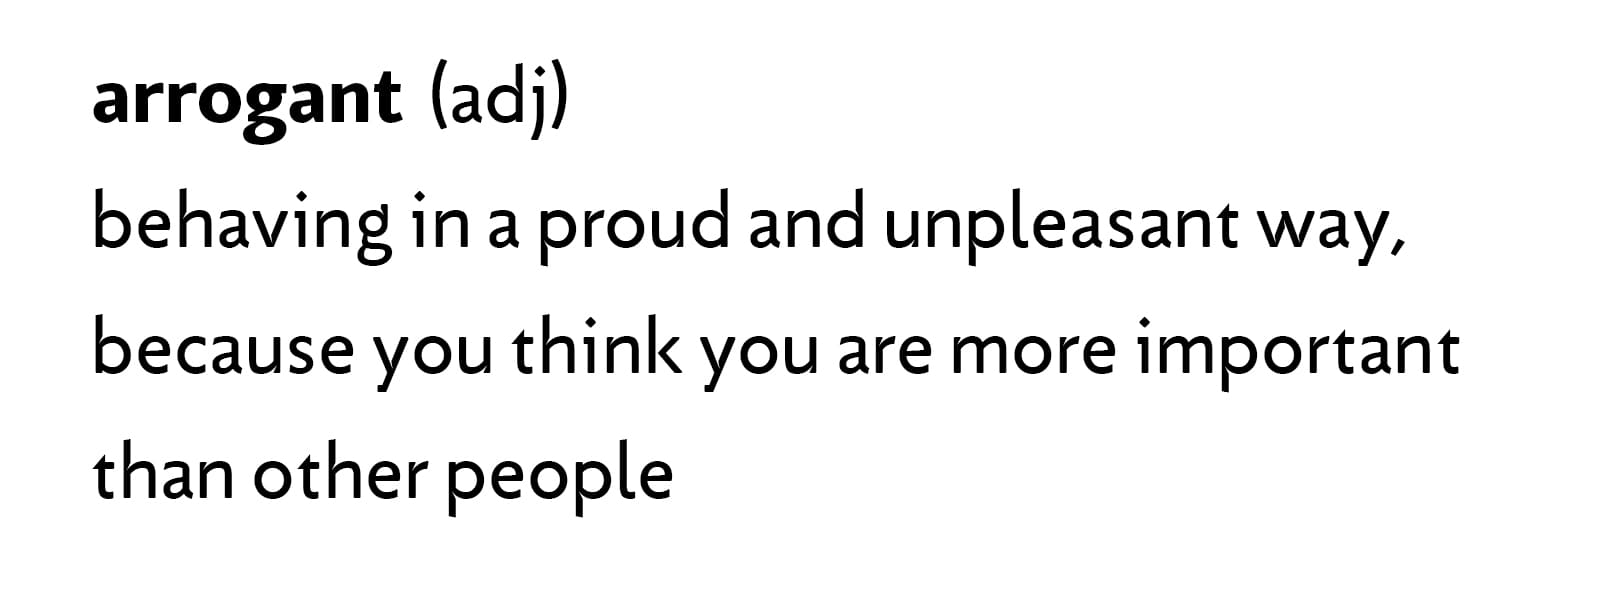 arrogant (adj)
behaving in a proud and unpleasant way,
because you think you are more important
than other people